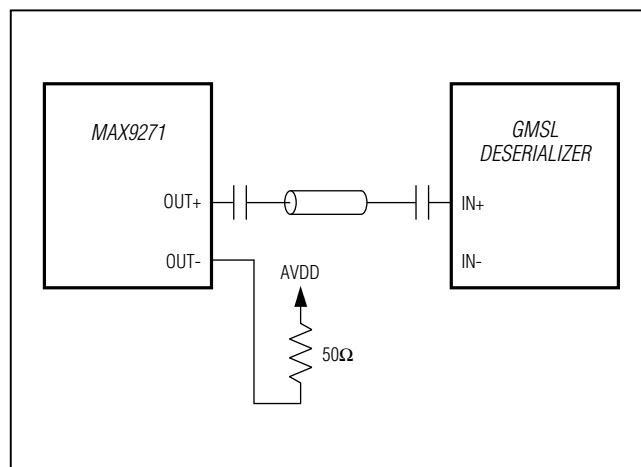 MAX9271
GMSL
DESERIALIZER
OUT+
IN+
OUT-
AVDD
IN-
50Ω